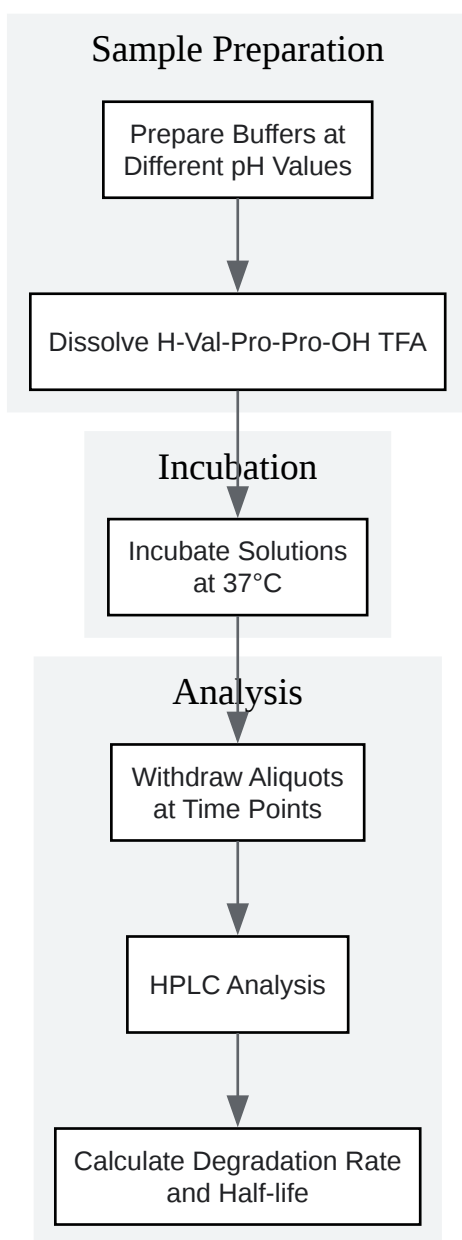 Sample Preparation
Prepare Buffers at
Different pH Values
Dissolve H-Val-Pro-Pro-OH TFA
Incubation
Incubate Solutions
at 37°C
Analysis
Withdraw Aliquots
at Time Points
HPLC Analysis
Calculate Degradation Rate
and Half-life